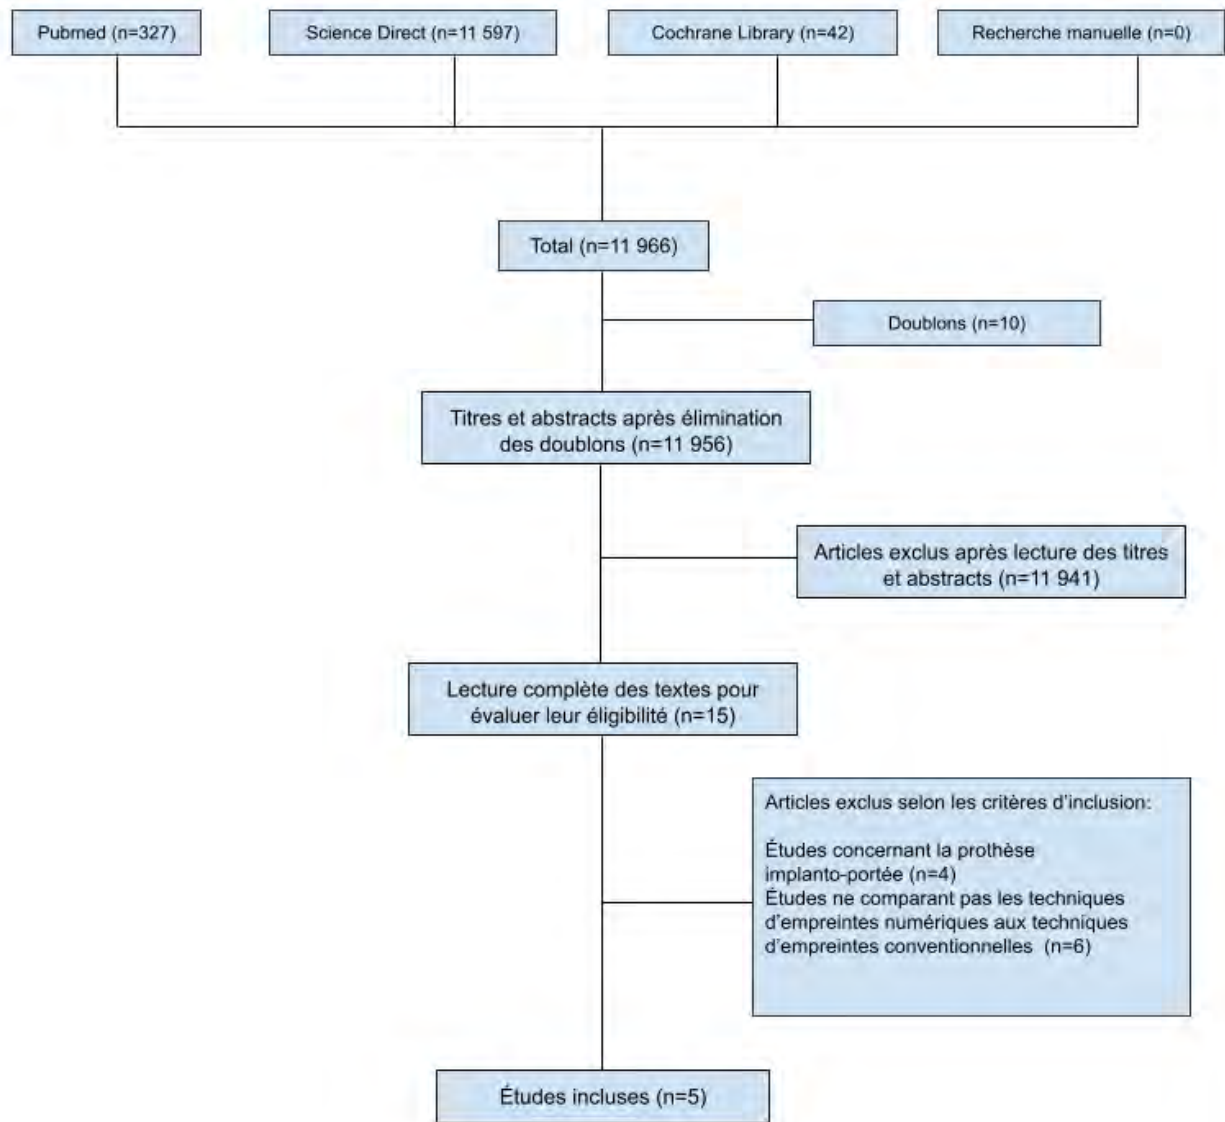 Pubmed (n=327)
Science Direct (n=11 597)
Cochrane Library (n=42)
Recherche manuelle (n=0)
Total (n=11 966)
Doublons (n=10)
Titres et abstracts après élimination
des doublons (n=11 956)
Articles exclus après lecture des titres
et abstracts (n=11 941)
Lecture complète des textes pour
évaluer leur éligibilité (n=15)
Articles exclus selon les critères d'inclusion:
Études concernant la prothèse
implanto-portée (n=4)
Études ne comparant pas les techniques
d'empreintes numériques aux techniques
d'empreintes conventionnelles (n=6)
Études incluses (n=5)